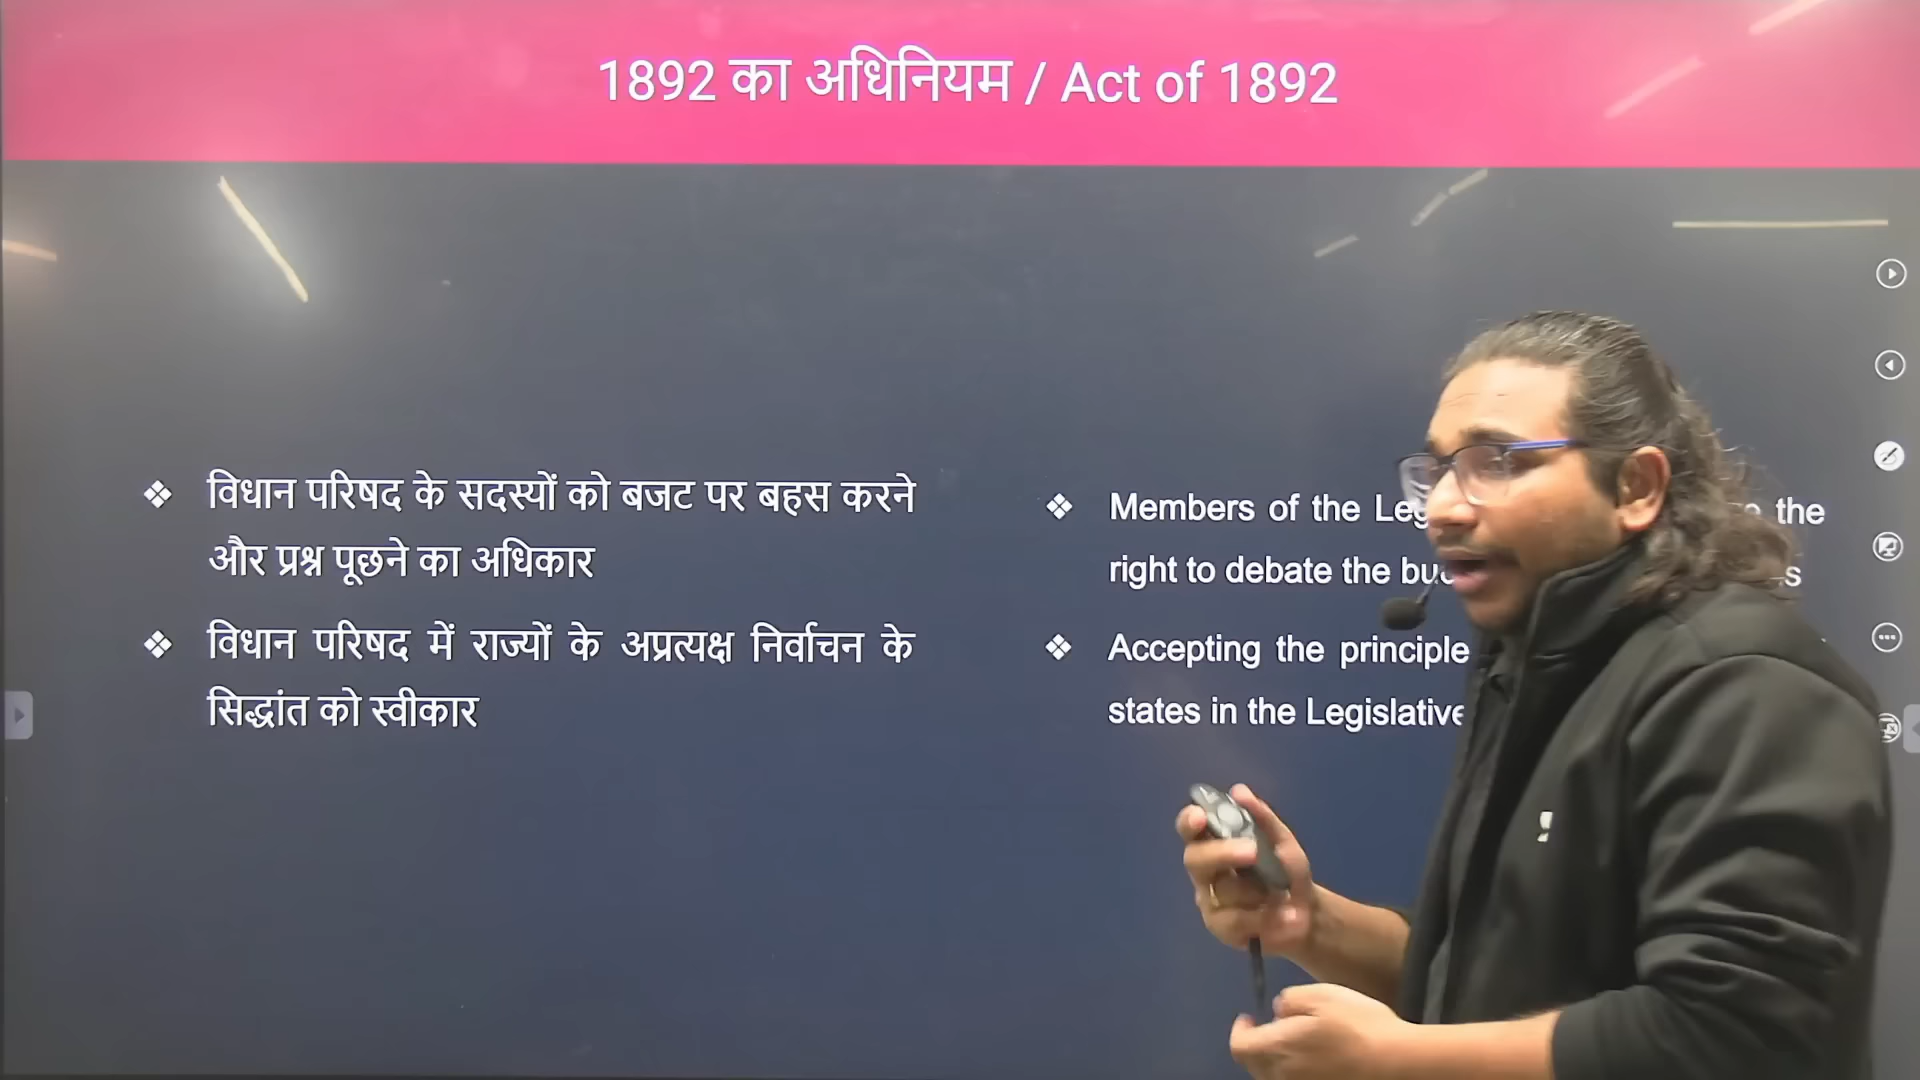 1892 का अधिनियम / Act of 1892
विधान परिषद के सदस्यों को बजट पर बहस करने
और प्रश्न पूछने का अधिकार
विधान परिषद में राज्यों के अप्रत्यक्ष निर्वाचन के
सिद्धांत को स्वीकार
Members of the the
right to debate the
Accepting the principle
states in the Legislative